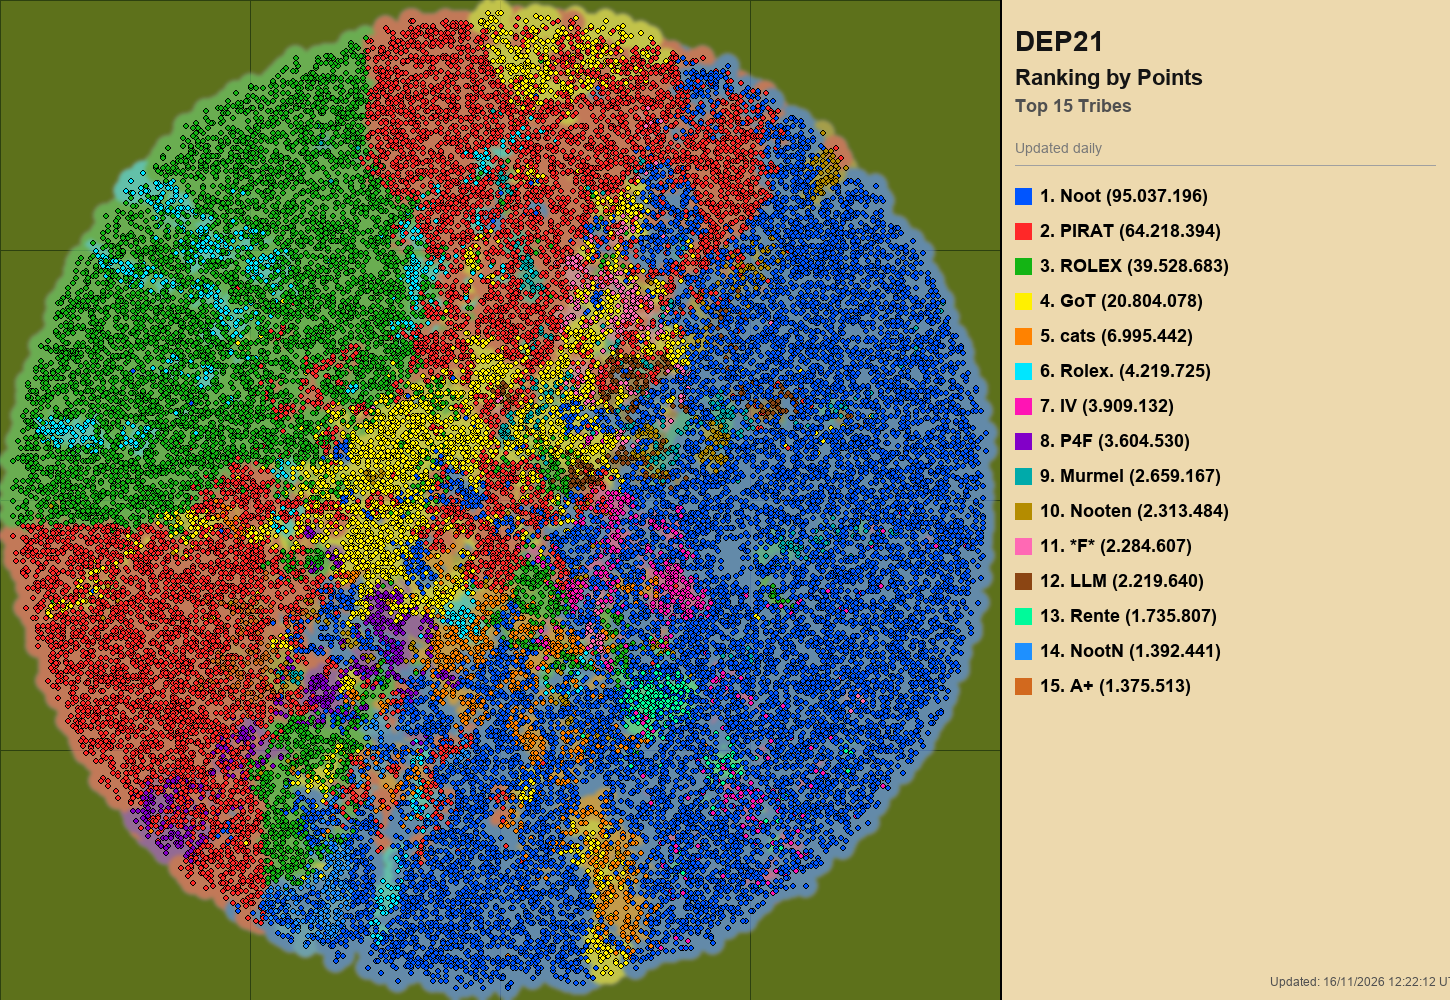 DEP21
Ranking by Points
Top 15 Tribes
Updated daily
1. Noot (95.037.196)
2. PIRAT (64.218.394)
3. ROLEX (39.528.683)
4. GoT (20.804.078)
5. cats (6.995.442)
6. Rolex. (4.219.725)
7. IV (3.909.132)
8. P4F (3.604.530)
9. Murmel (2.659.167)
10. Nooten (2.313.484)
11. *F* (2.284.607)
12. LLM (2.219.640)
13. Rente (1.735.807)
14. NootN (1.392.441)
15. A+ (1.375.513)
Updated: 16/11/2026 12:22:12 U